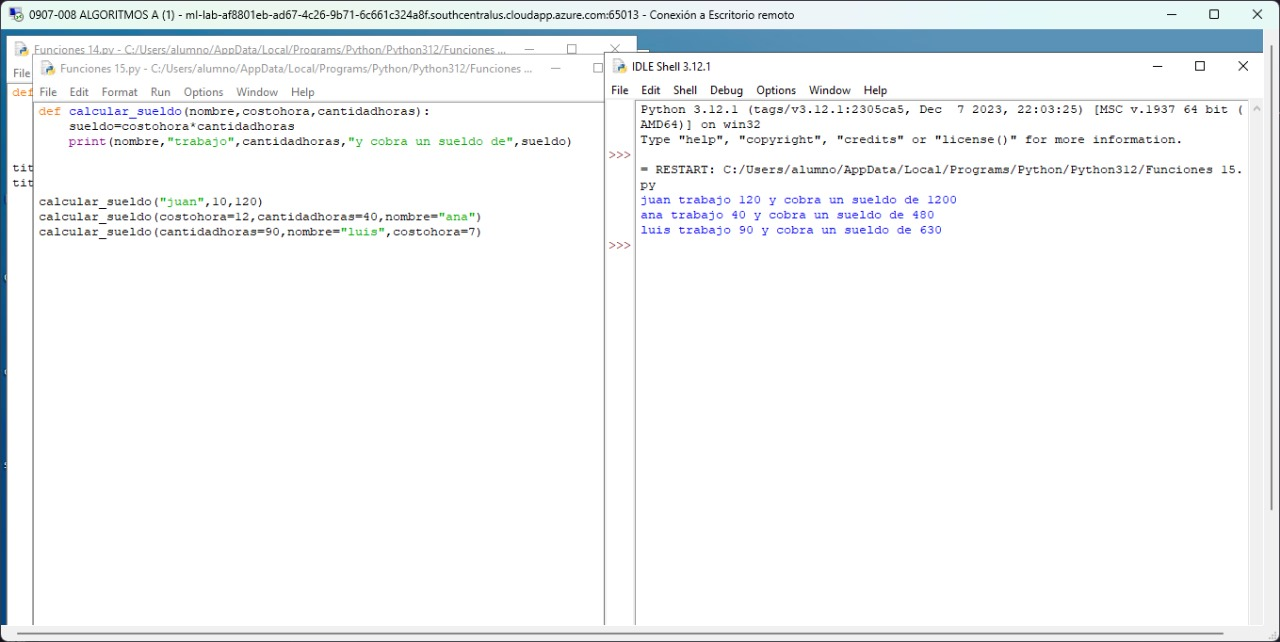 0907-008 ALGORITMOS A (1) - ml-lab-af8801eb-ad67-4c26-9b71-6c661c324a8f.southcentralus.cloudapp.azure.com:65013 - Conexión a Escritorio remoto
Funciones 14.py - C:/Users/alumno/AppData/Local/Programs/Python/Python312/Funciones ...
File
def
tit
tit
Funciones 15.py - C:/Users/alumno/AppData/Local/Programs/Python/Python312/Funciones ...
File Edit Format Run Options Window Help
def calcular_sueldo(nombre,costohora,cantidadhoras):
sueldo=costohora*cantidadhoras
print(nombre,"trabajo",cantidadhoras,"y cobra un sueldo de",sueldo)
calcular_sueldo("juan",10,120)
calcular_sueldo(costohora=12,cantidadhoras=40,nombre="ana")
calcular_sueldo(cantidadhoras=90,nombre="luis",costohora=7)
IDLE Shell 3.12.1
File Edit Shell Debug Options Window Help
Python 3.12.1 (tags/v3.12.1:2305ca5, Dec  7 2023, 22:03:25) [MSC v.1937 64 bit (
AMD64)] on win32
Type "help", "copyright", "credits" or "license()" for more information.
>>>
= RESTART: C:/Users/alumno/AppData/Local/Programs/Python/Python312/Funciones 15.
py
juan trabajo 120 y cobra un sueldo de 1200
ana trabajo 40 y cobra un sueldo de 480
luis trabajo 90 y cobra un sueldo de 630
>>>